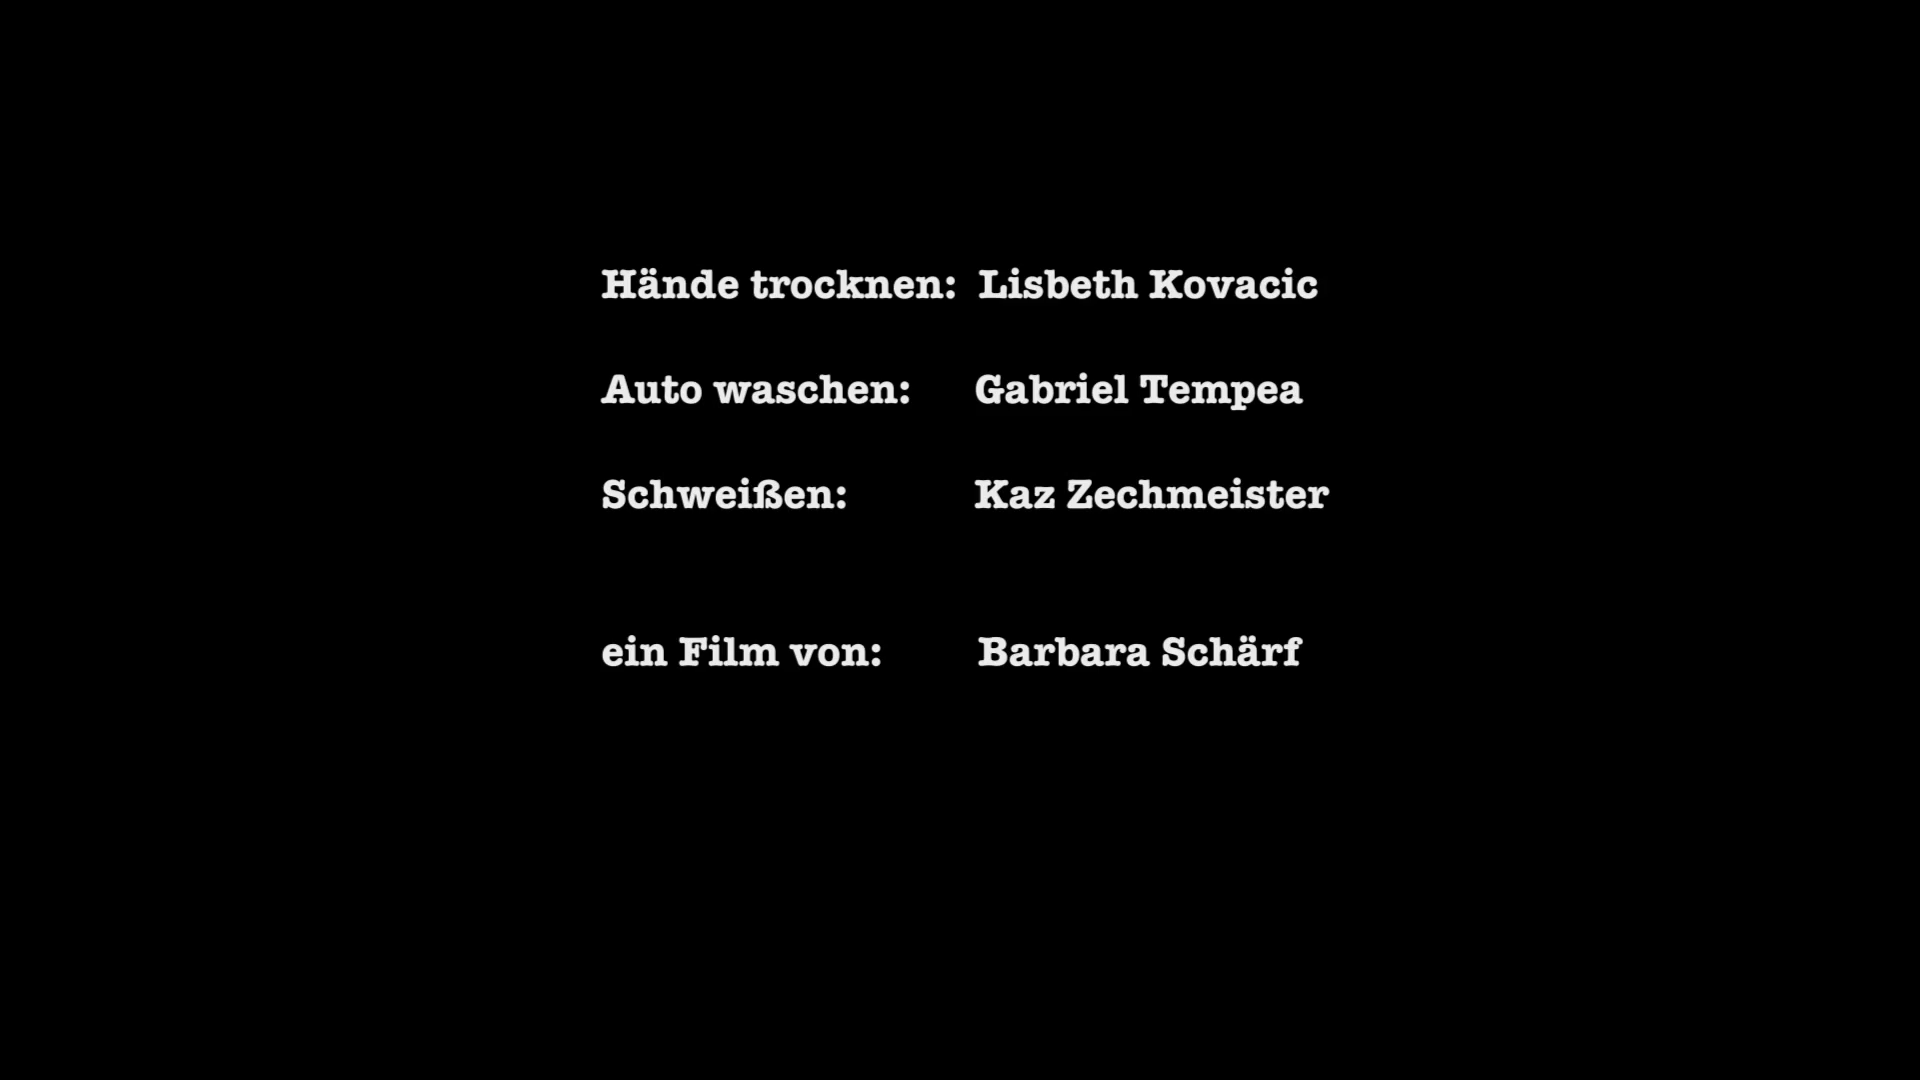 Hände trocknen: Lisbeth Kovacic
Auto waschen: Gabriel Tempea
Schweißen: Kaz Zechmeister
ein Film von: Barbara Schärf